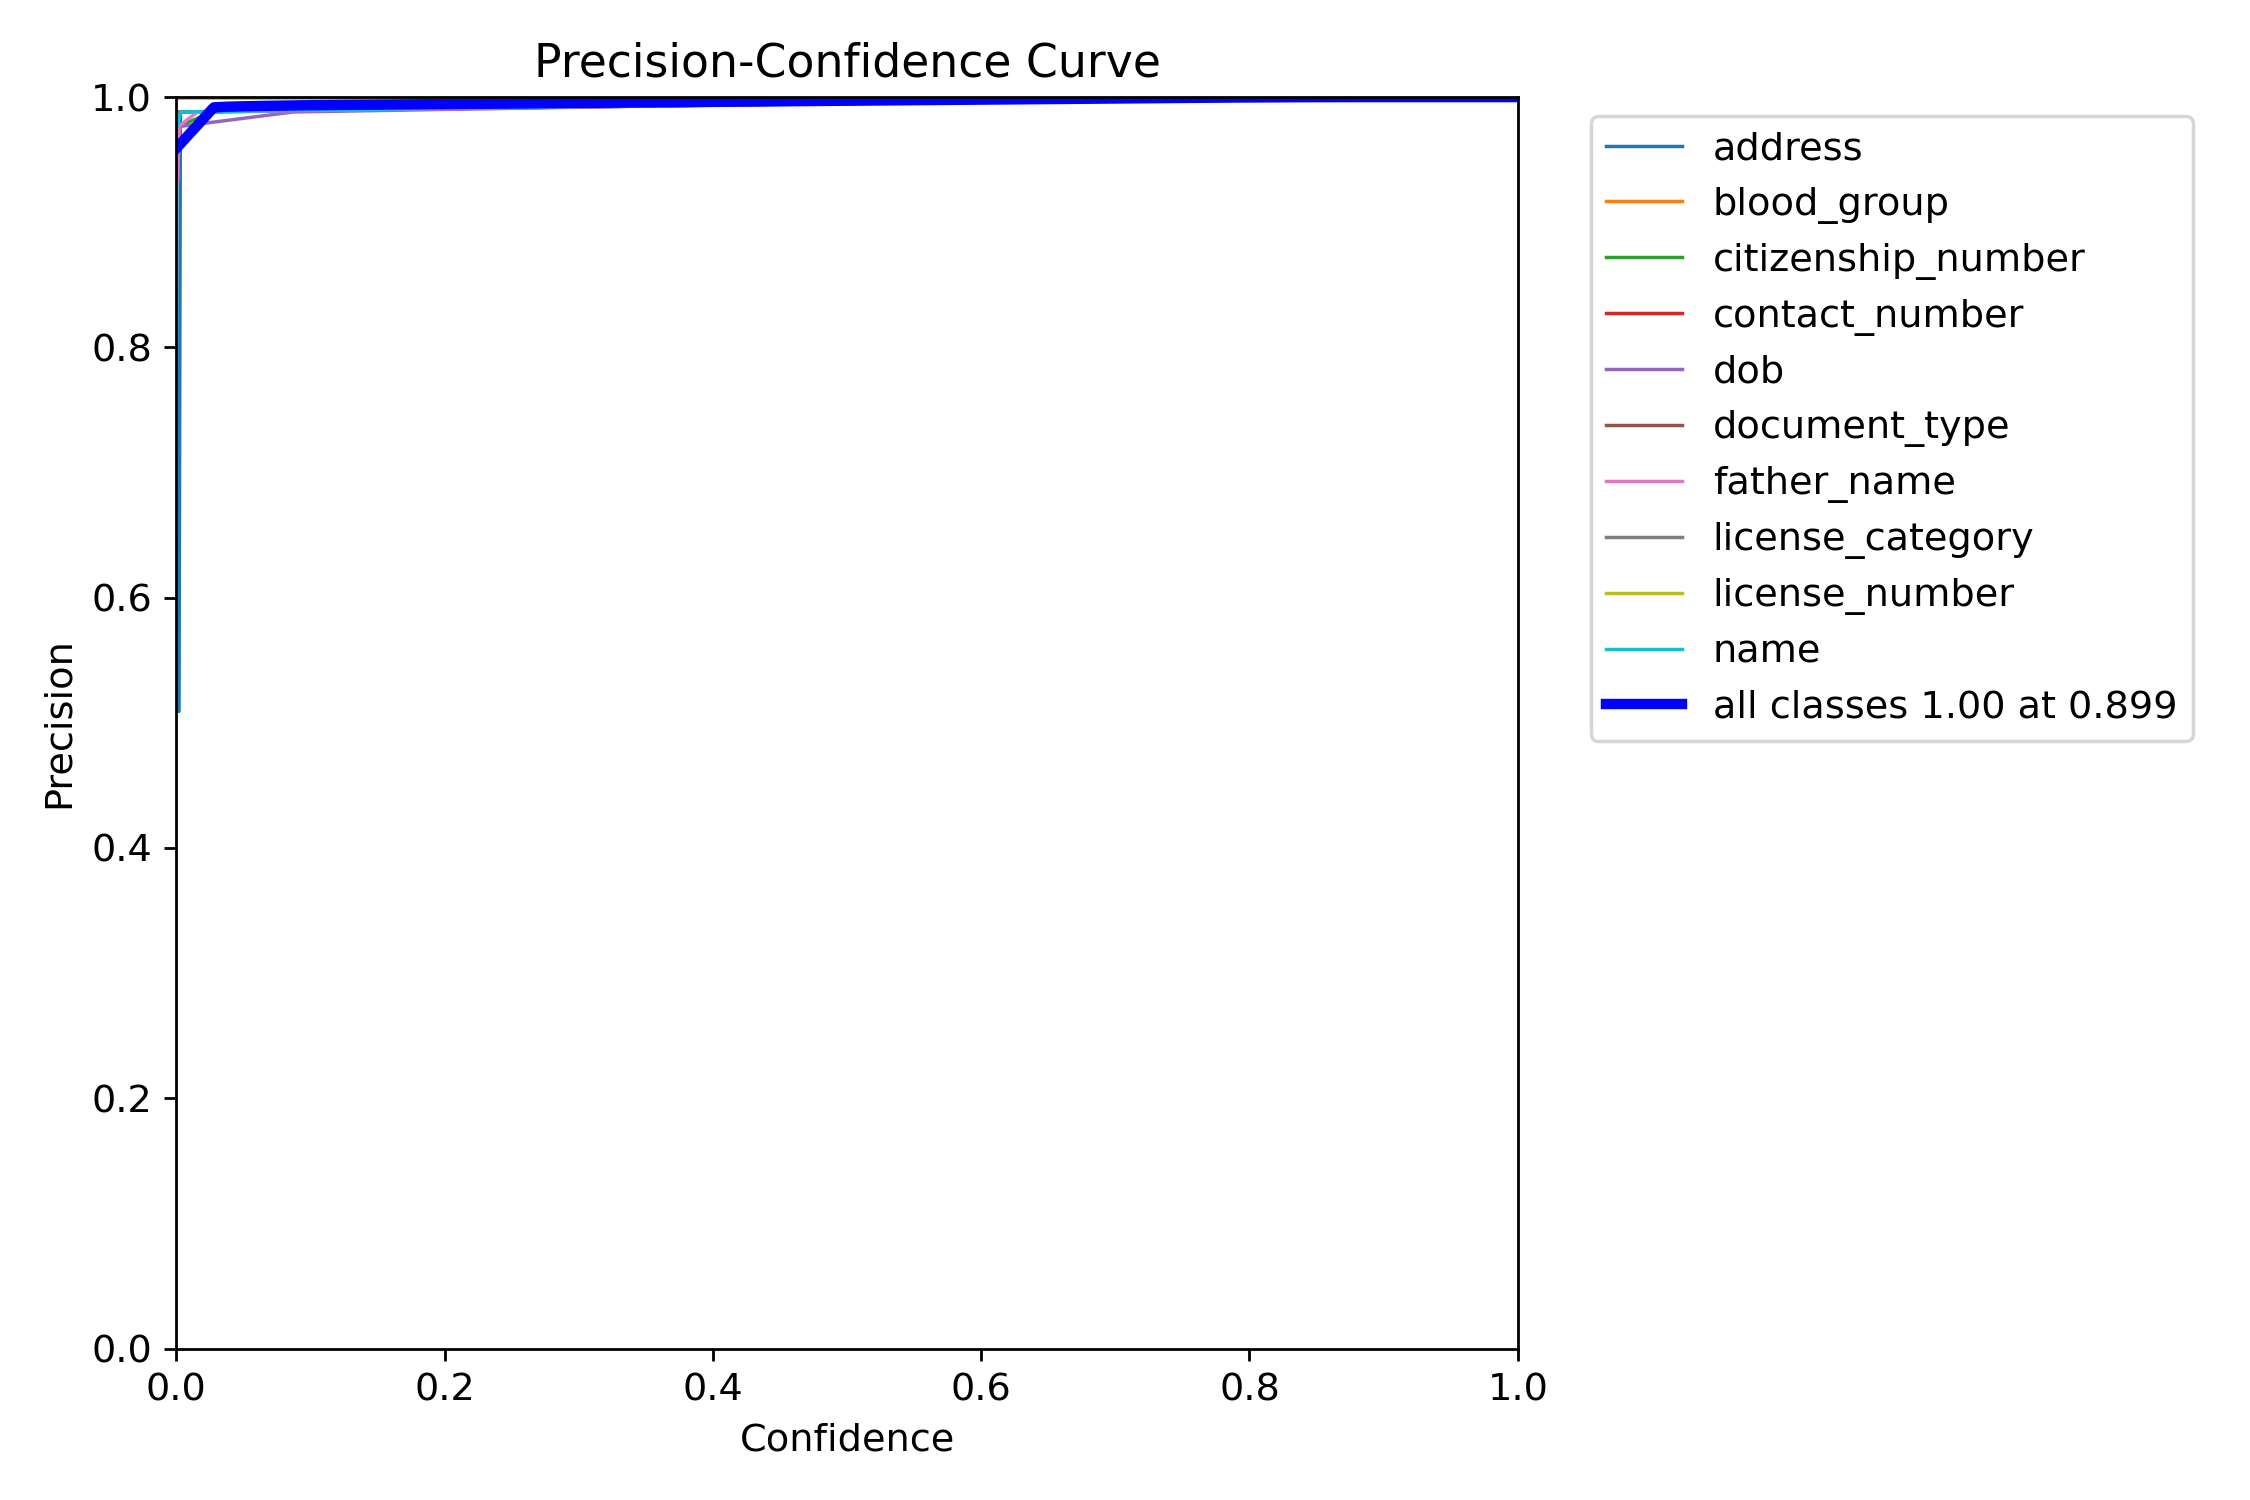 Precision-Confidence Curve
1.0
0.8
0.6
0.4
0.2
0.0
Precision
0.0 0.2 0.4 0.6 0.8 1.0
Confidence
address
blood_group
citizenship_number
contact_number
dob
document_type
father_name
license_category
license_number
name
all classes 1.00 at 0.899